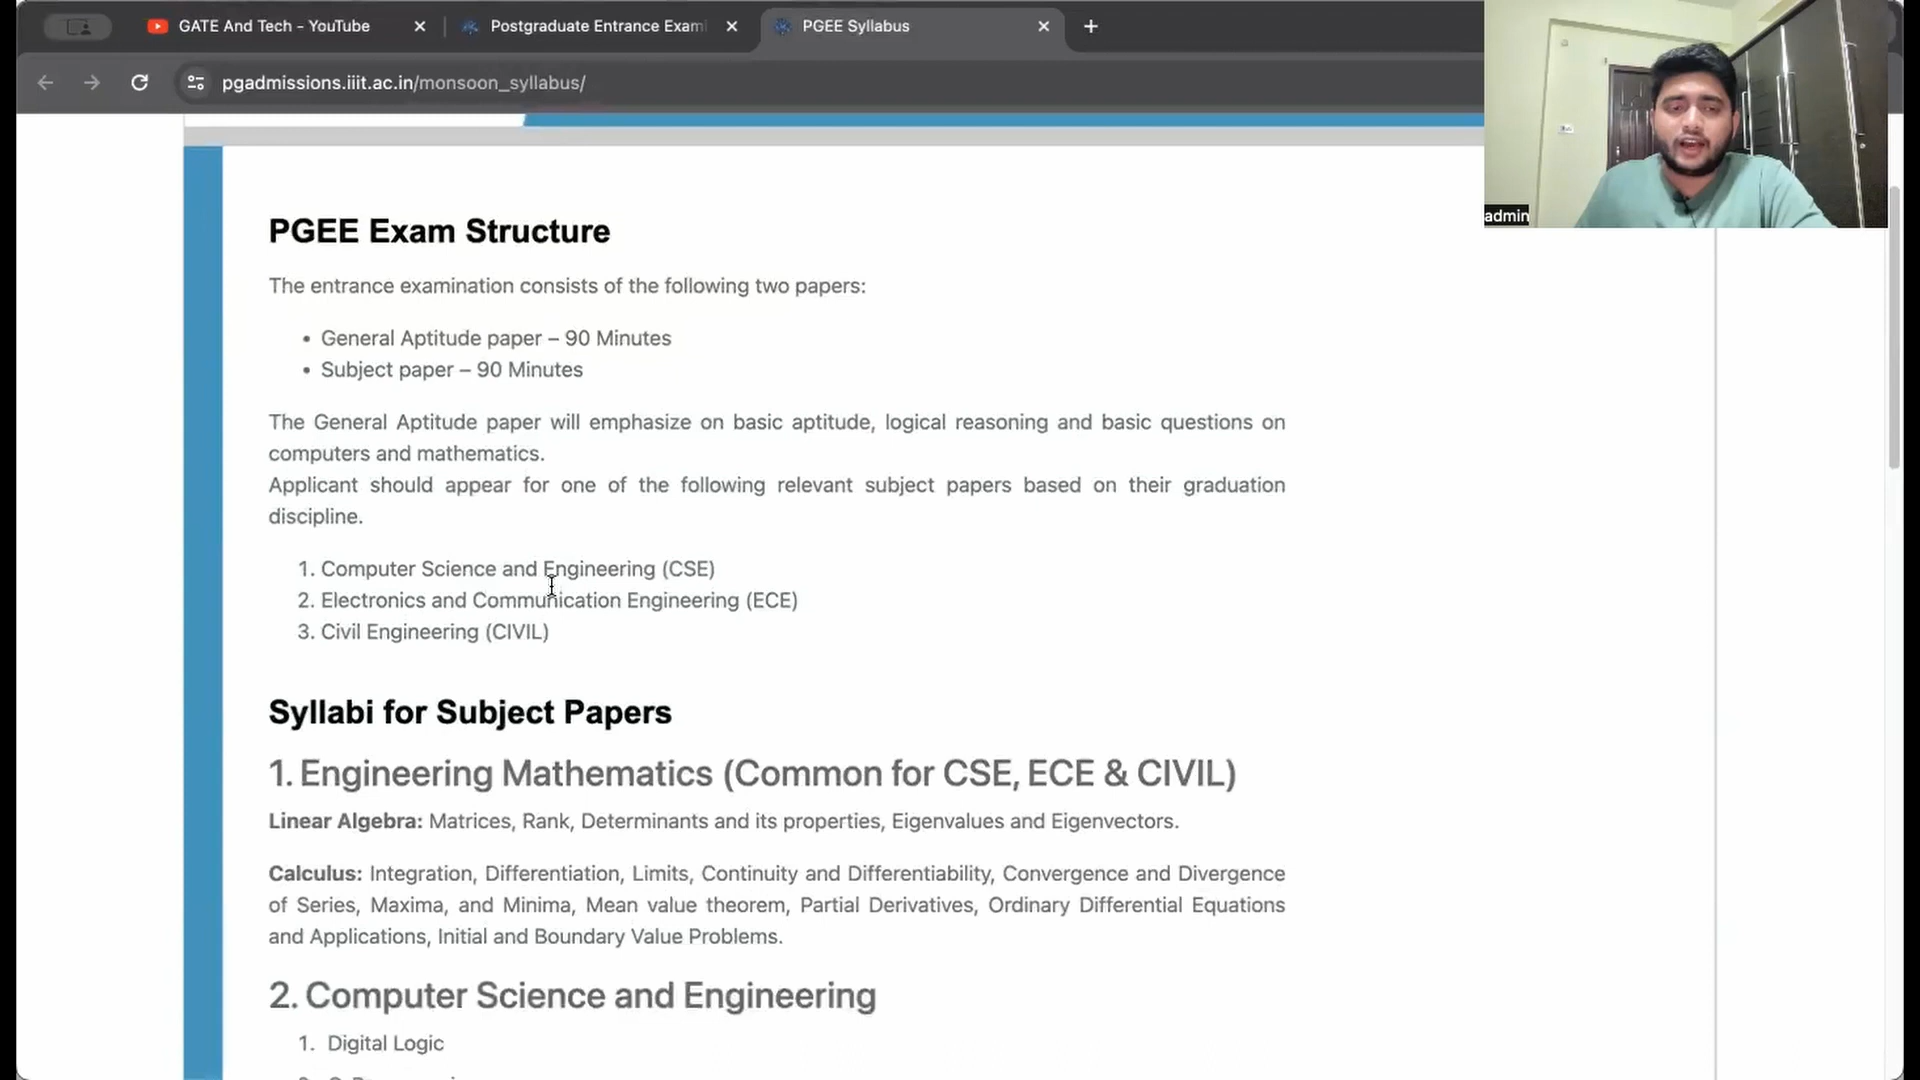 GATE And Tech - YouTube
Postgraduate Entrance Exam
PGEE Syllabus
pgadmissions.iiit.ac.in/monsoon_syllabus/
admin
PGEE Exam Structure
The entrance examination consists of the following two papers:
• General Aptitude paper – 90 Minutes
• Subject paper – 90 Minutes
The General Aptitude paper will emphasize on basic aptitude, logical reasoning and basic questions on
computers and mathematics.
Applicant should appear for one of the following relevant subject papers based on their graduation
discipline.
1. Computer Science and Engineering (CSE)
2. Electronics and Communication Engineering (ECE)
3. Civil Engineering (CIVIL)
Syllabi for Subject Papers
1. Engineering Mathematics (Common for CSE, ECE & CIVIL)
Linear Algebra: Matrices, Rank, Determinants and its properties, Eigenvalues and Eigenvectors.
Calculus: Integration, Differentiation, Limits, Continuity and Differentiability, Convergence and Divergence
of Series, Maxima, and Minima, Mean value theorem, Partial Derivatives, Ordinary Differential Equations
and Applications, Initial and Boundary Value Problems.
2. Computer Science and Engineering
1. Digital Logic